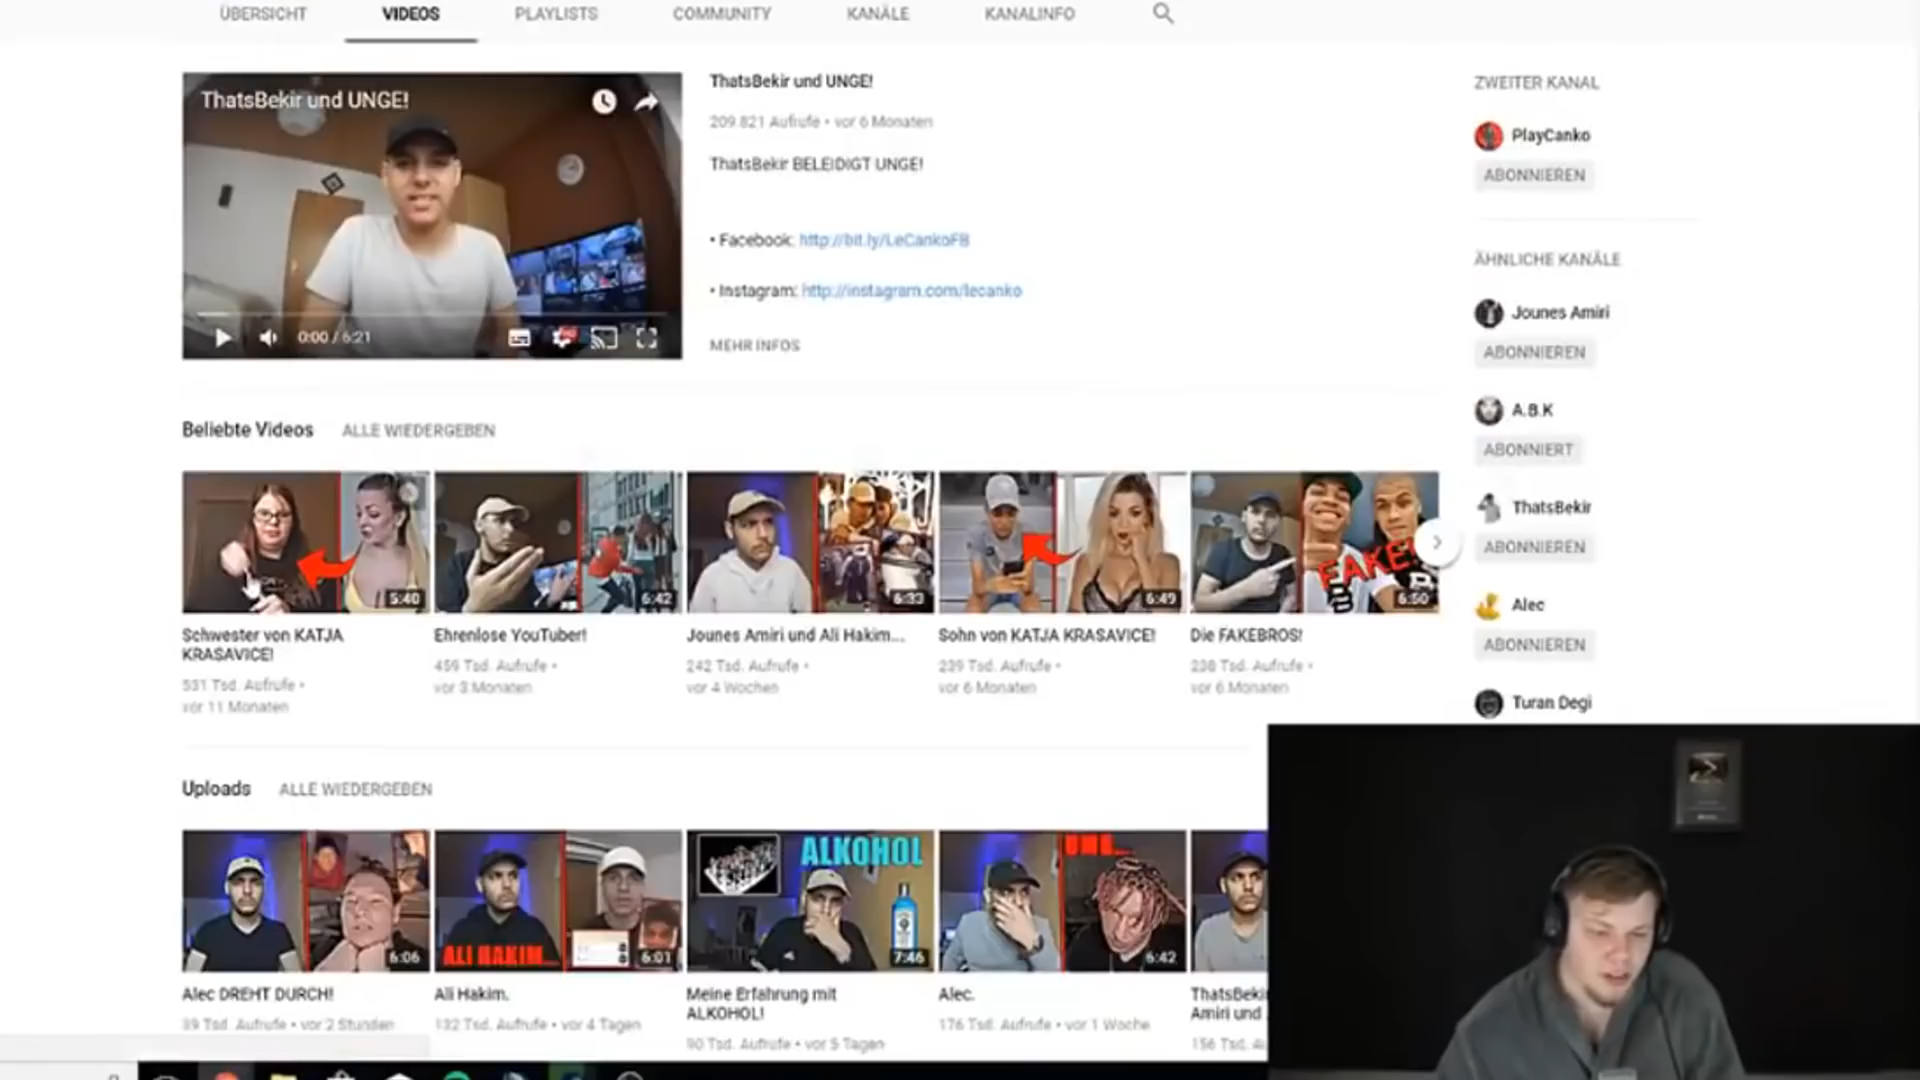 ÜBERSICHT VIDEOS PLAYLISTS COMMUNITY KANÄLE KANALINFO
ThatsBekir und UNGE!
0:00 / 6:21
ThatsBekir und UNGE!
209.821 Aufrufe • vor 6 Monaten
ThatsBekir BELEIDIGT UNGE!
• Facebook: http://bit.ly/LeCankoFB
• Instagram: http://instagram.com/lecanko
MEHR INFOS
ZWEITER KANAL
PlayCanko
ABONNIEREN
ÄHNLICHE KANÄLE
Jounes Amiri
ABONNIEREN
A.B.K
ABONNIERT
ThatsBekir
ABONNIEREN
Alec
ABONNIEREN
Turan Degi
Beliebte Videos ALLE WIEDERGEBEN
5:40
Schwester von KATJA
KRASAVICE!
531 Tsd. Aufrufe •
vor 11 Monaten
6:42
Ehrenlose YouTuber!
459 Tsd. Aufrufe •
vor 3 Monaten
6:33
Jounes Amiri und Ali Hakim...
242 Tsd. Aufrufe •
vor 4 Wochen
6:49
Sohn von KATJA KRASAVICE!
239 Tsd. Aufrufe •
vor 6 Monaten
FAKE
6:50
Die FAKEBROS!
238 Tsd. Aufrufe •
vor 6 Monaten
Uploads ALLE WIEDERGEBEN
6:06
Alec DREHT DURCH!
39 Tsd. Aufrufe • vor 2 Stunden
ALI HAKIM...
6:01
Ali Hakim.
132 Tsd. Aufrufe • vor 4 Tagen
ALKOHOL
7:46
Meine Erfahrung mit
ALKOHOL!
90 Tsd. Aufrufe • vor 5 Tagen
6:42
Alec.
176 Tsd. Aufrufe • vor 1 Woche
ThatsBeki
Amiri und
156 Tsd. A